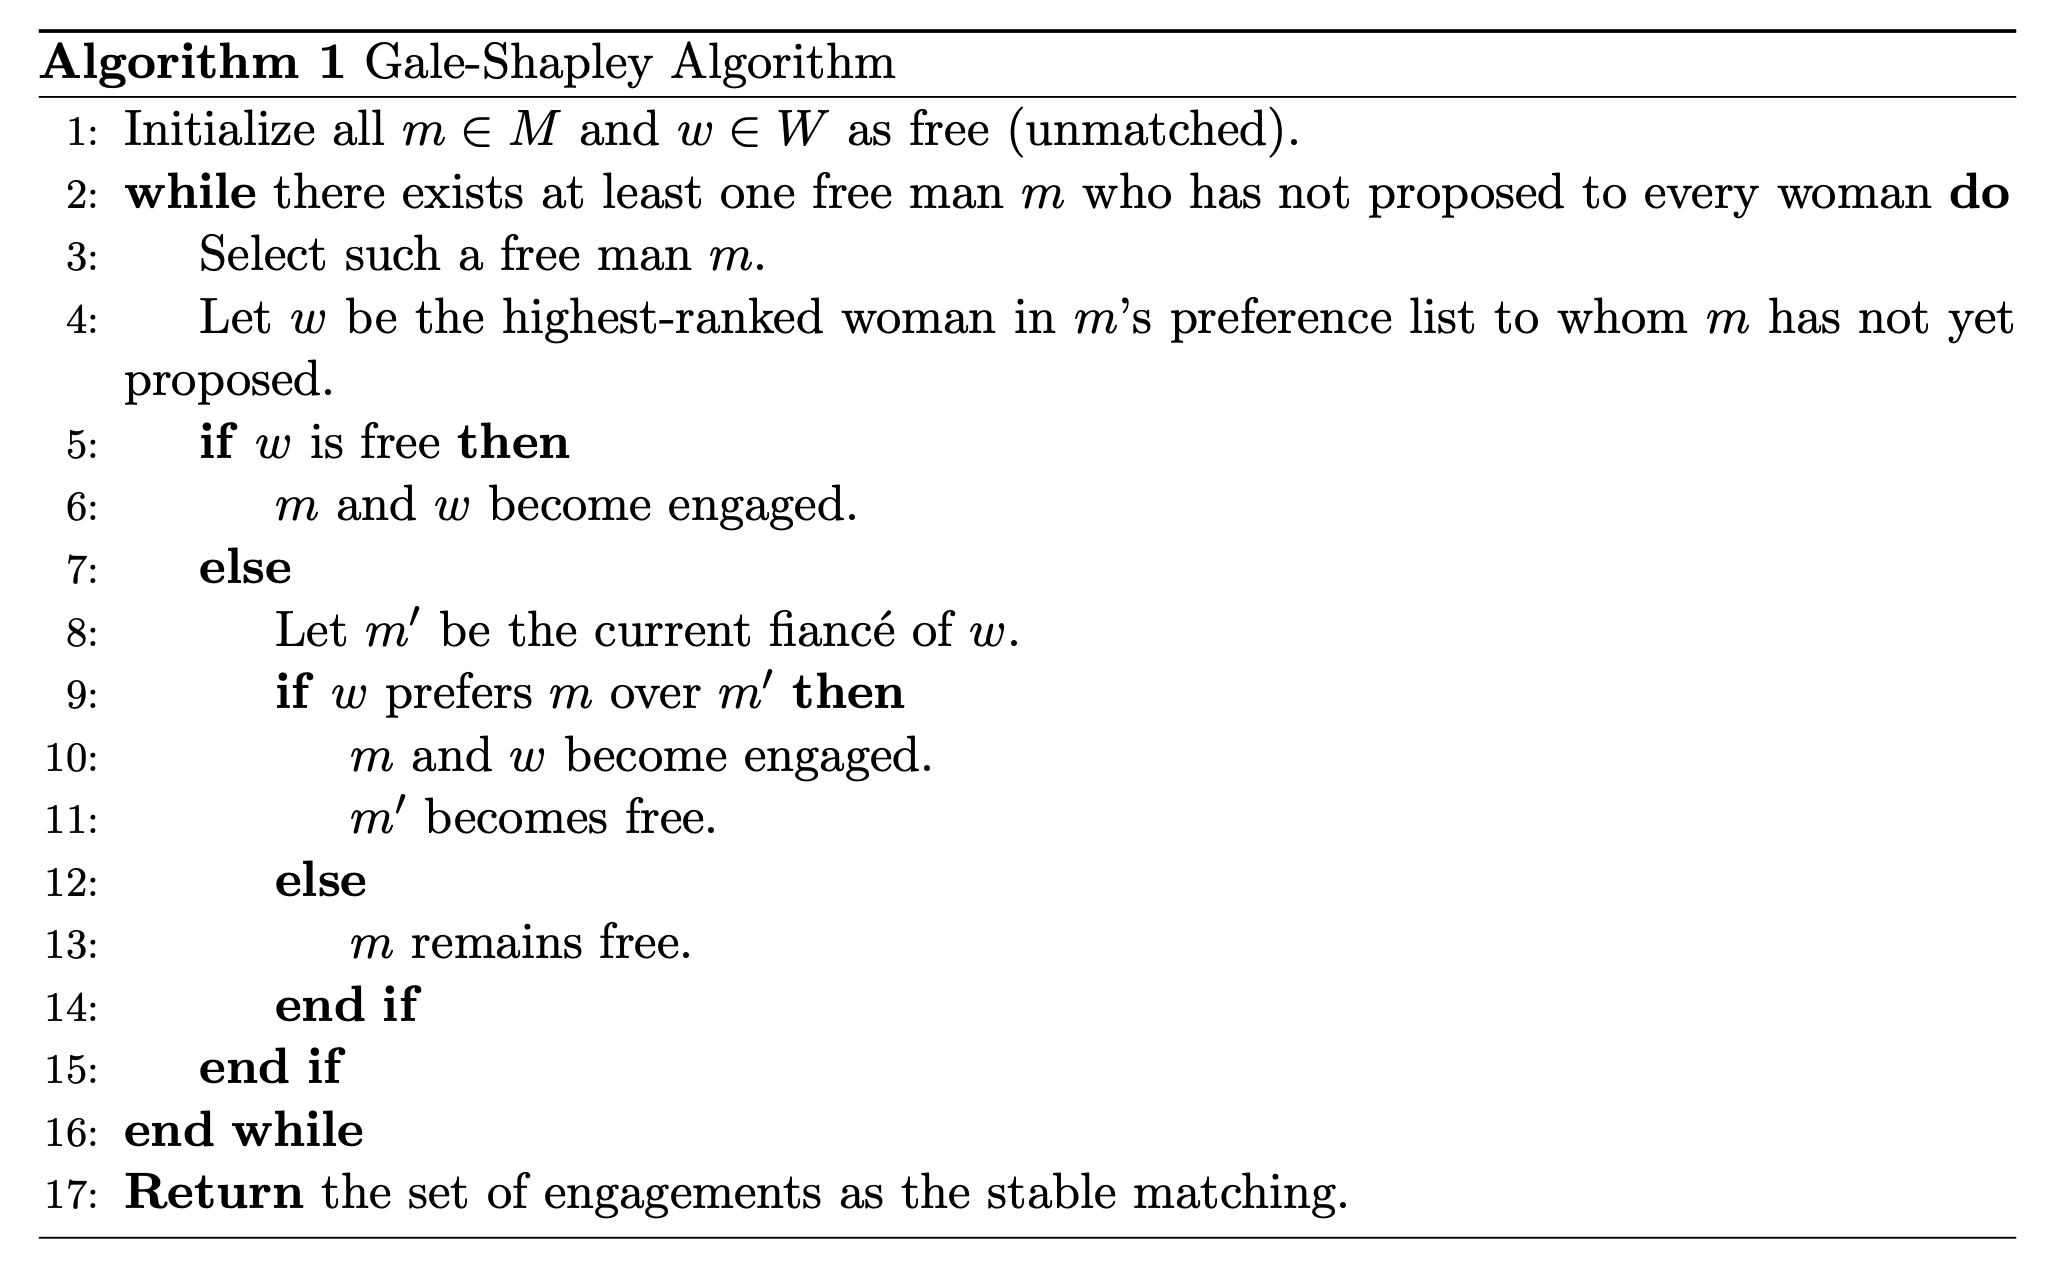 Algorithm 1 Gale-Shapley Algorithm
1: Initialize all m ∈ M and w ∈ W as free (unmatched).
2: while there exists at least one free man m who has not proposed to every woman do
3: Select such a free man m.
4: Let w be the highest-ranked woman in m's preference list to whom m has not yet
proposed.
5: if w is free then
6: m and w become engaged.
7: else
8: Let m′ be the current fiancé of w.
9: if w prefers m over m′ then
10: m and w become engaged.
11: m′ becomes free.
12: else
13: m remains free.
14: end if
15: end if
16: end while
17: Return the set of engagements as the stable matching.